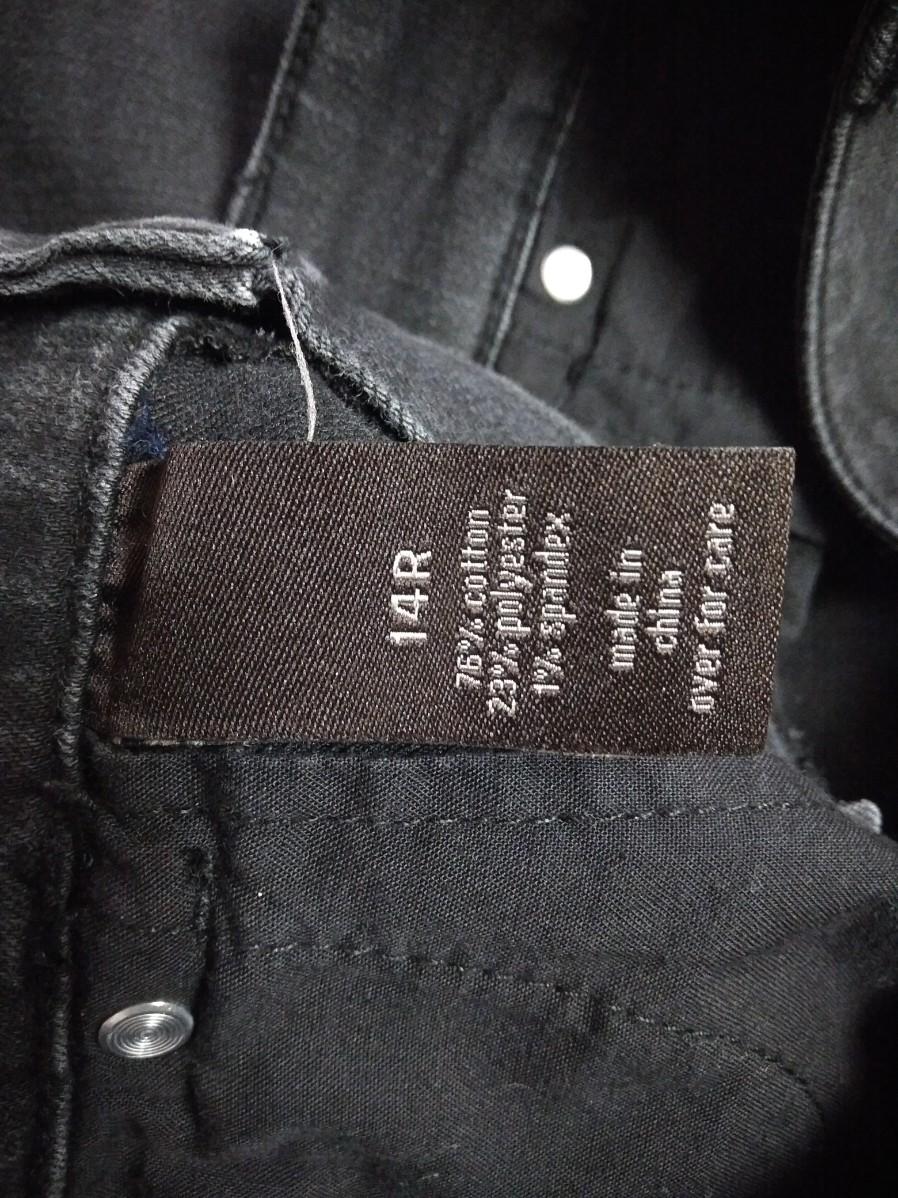 14R
76% cotton
23% polyester
1% spandex
made in
china
over for care